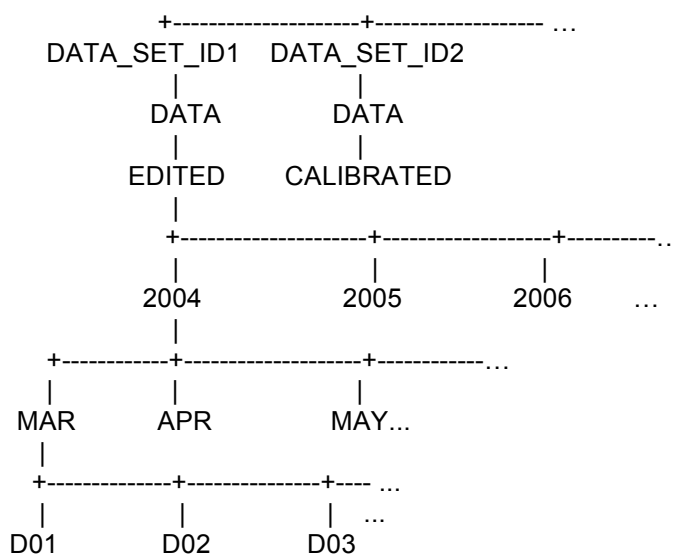 +---------------------+------------------- …
DATA_SET_ID1 DATA_SET_ID2
| |
DATA DATA
| |
EDITED CALIBRATED
|
+---------------------+-------------------+----------…
| | |
2004 2005 2006 …
|
+------------+--------------------+------------…
| | |
MAR APR MAY...
|
+--------------+---------------+---- ...
| | | ...
D01 D02 D03